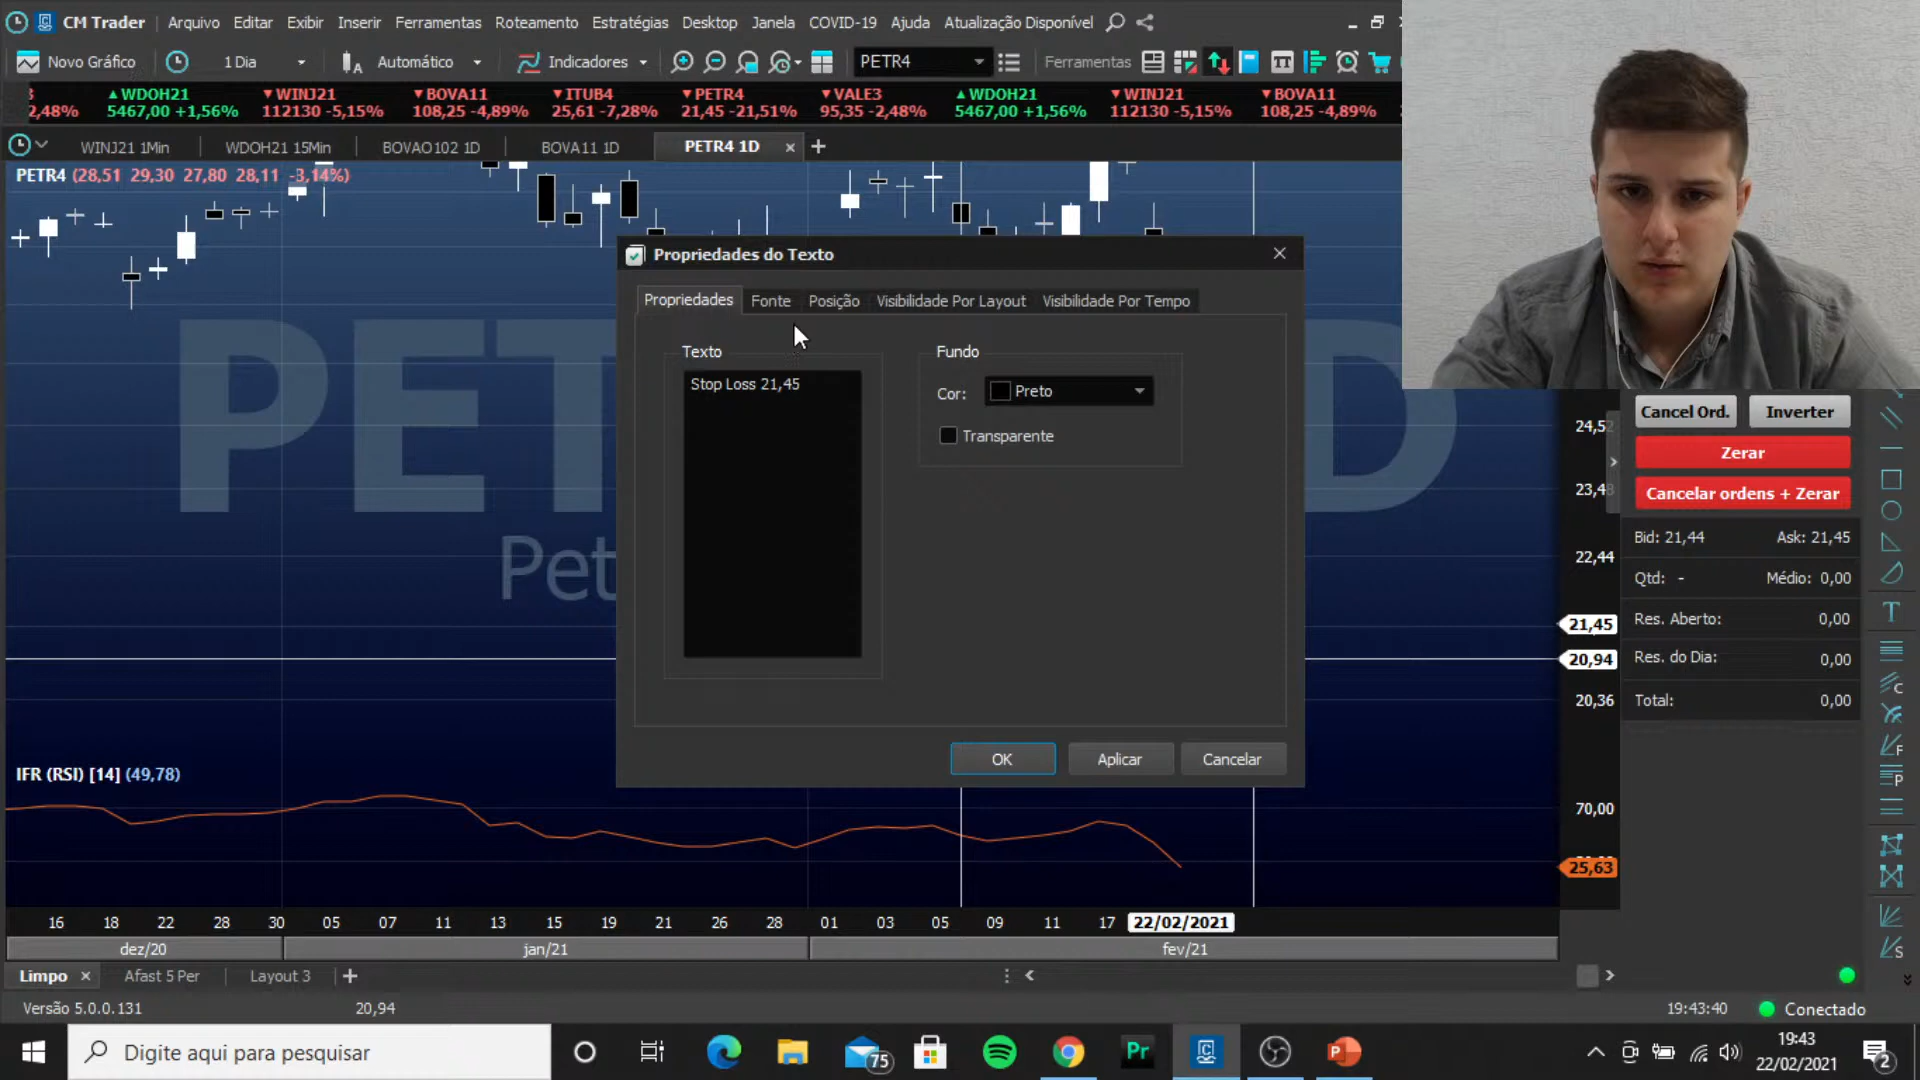 CM Trader Arquivo Editar Exibir Inserir Ferramentas Roteamento Estratégias Desktop Janela COVID-19 Ajuda Atualização Disponível
Novo Gráfico 1 Dia Automático Indicadores PETR4 Ferramentas
WDOH21 WINJ21 BOVA11 ITUB4 PETR4 VALE3 WDOH21 WINJ21 BOVA11
2,48% 5467,00 +1,56% 112130 -5,15% 108,25 -4,89% 25,61 -7,28% 21,45 -21,51% 95,35 -2,48% 5467,00 +1,56% 112130 -5,15% 108,25 -4,89%
WINJ21 1Min WDOH21 15Min BOVAO102 1D BOVA11 1D PETR4 1D
PETR4 (28,51 29,30 27,80 28,11 -3,14%)
Propriedades do Texto
Propriedades Fonte Posição Visibilidade Por Layout Visibilidade Por Tempo
Texto
Stop Loss 21,45
Fundo
Cor: Preto
Transparente
OK Aplicar Cancelar
PET D
Pet
24,52
23,48
22,44
21,45
20,94
20,36
Cancel Ord. Inverter
Zerar
Cancelar ordens + Zerar
Bid: 21,44 Ask: 21,45
Qtd: - Médio: 0,00
Res. Aberto: 0,00
Res. do Dia: 0,00
Total: 0,00
IFR (RSI) [14] (49,78)
70,00
25,63
16 18 22 28 30 05 07 11 13 15 19 21 26 28 01 03 05 09 11 17 22/02/2021
dez/20 jan/21 fev/21
Limpo Afast 5 Per Layout 3
Versão 5.0.0.131 20,94 19:43:40 Conectado
Digite aqui para pesquisar 75 Pr 19:43
22/02/2021 2